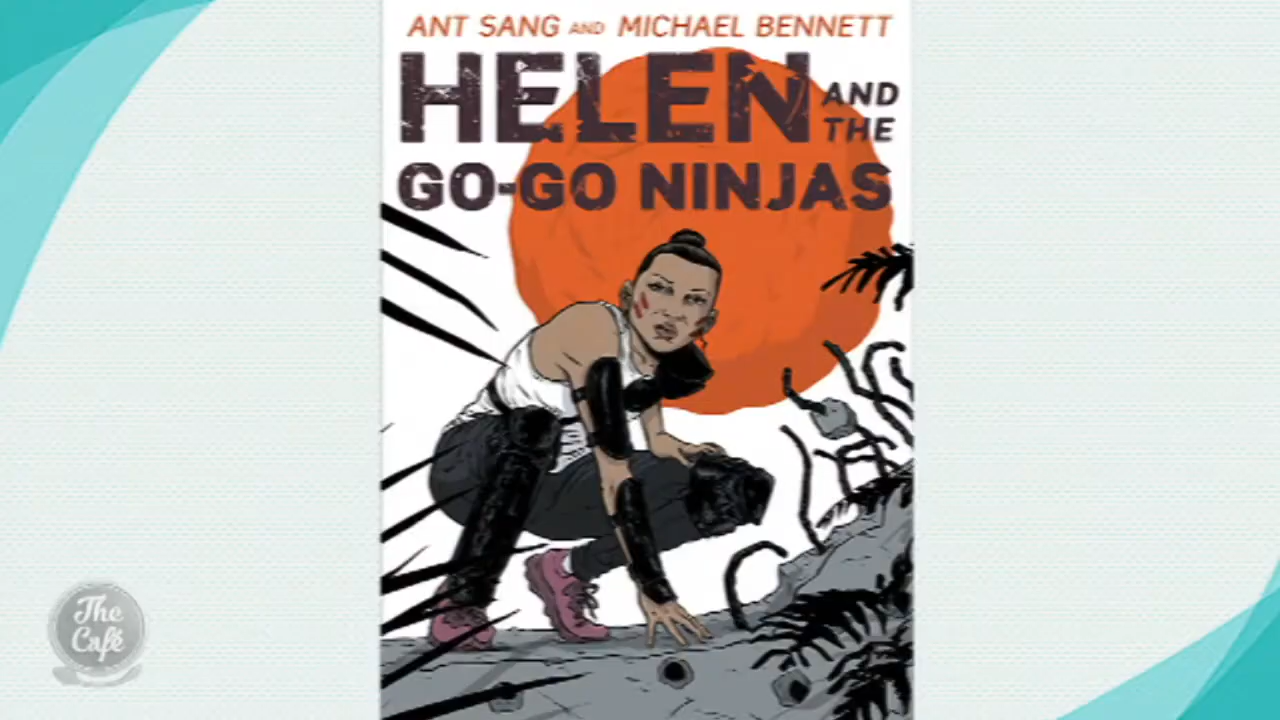 ANT SANG AND MICHAEL BENNETT
HELEN AND THE
GO-GO NINJAS
The
Café